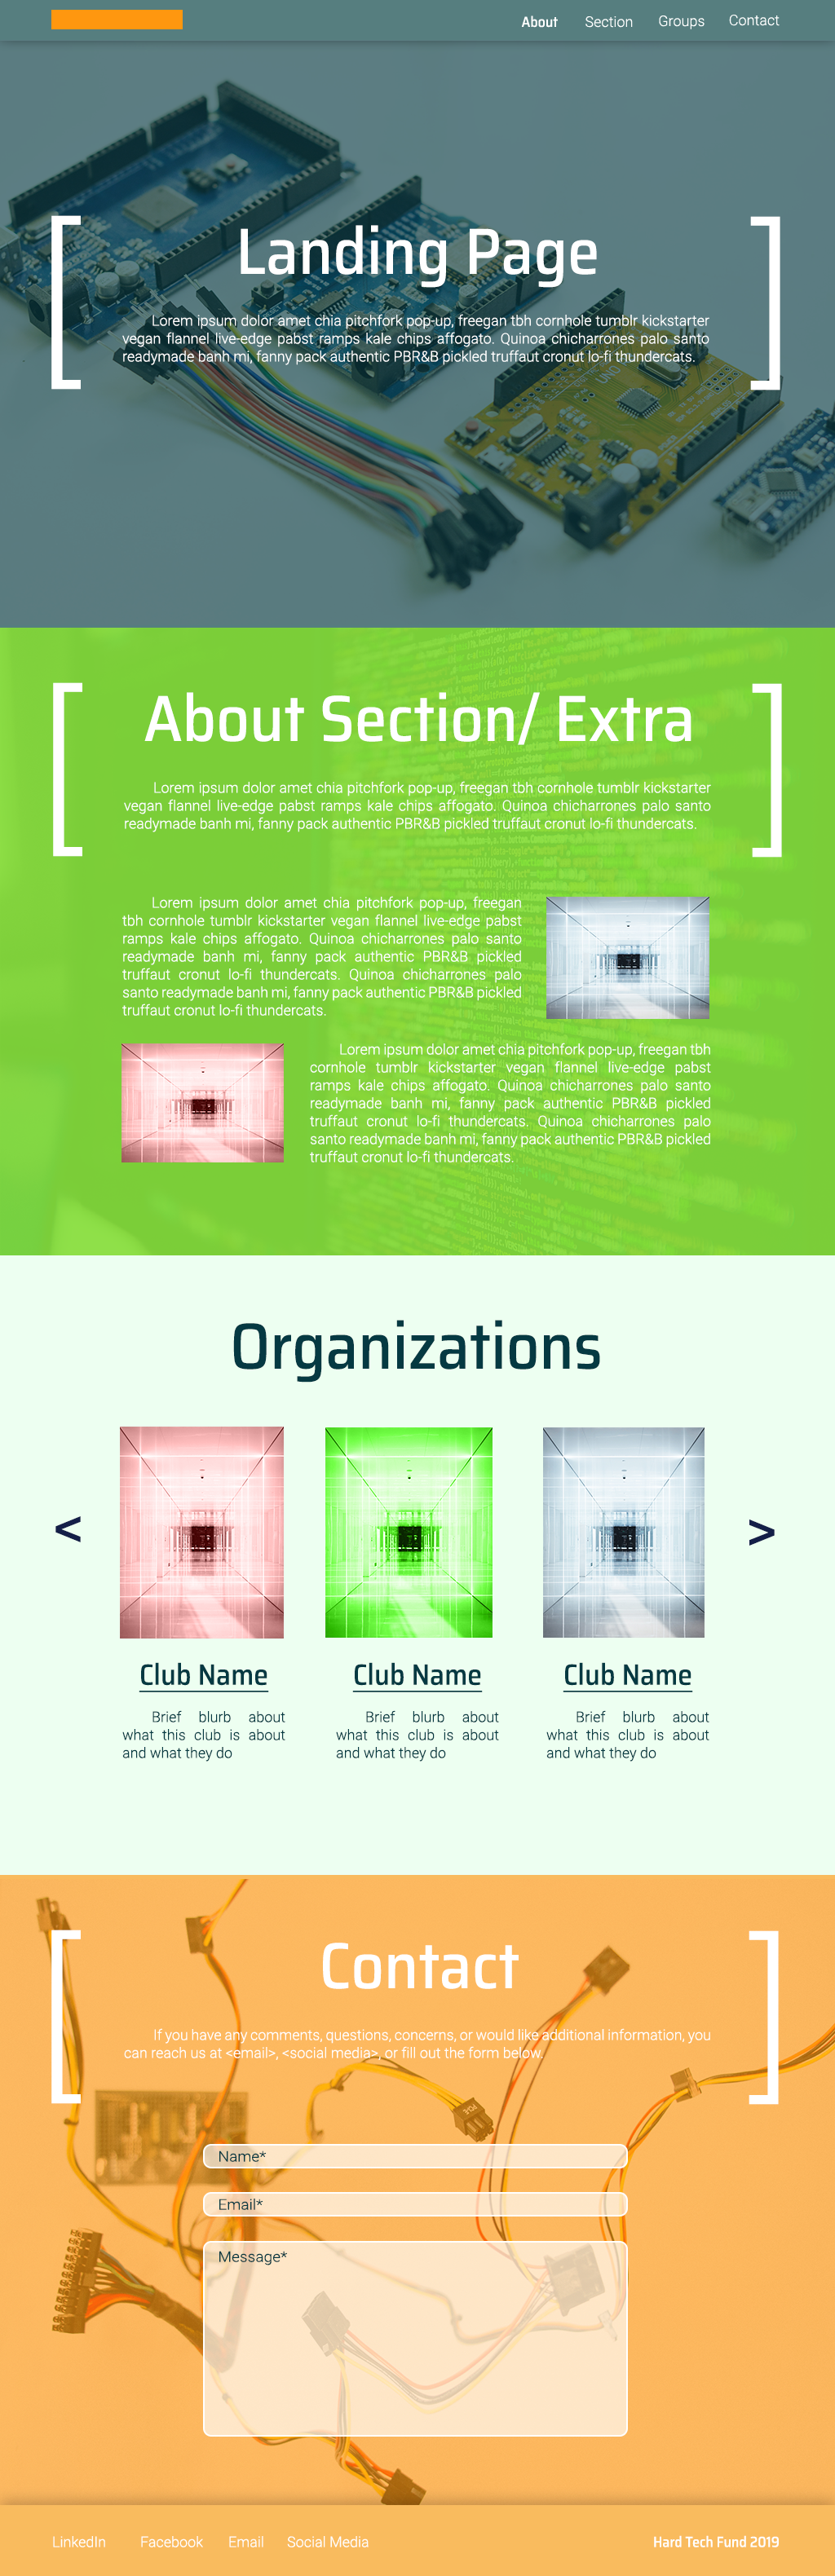 About Section Groups Contact
Landing Page
Lorem ipsum dolor amet chia pitchfork pop-up, freegan tbh cornhole tumblr kickstarter
vegan flannel live-edge pabst ramps kale chips affogato. Quinoa chicharrones palo santo
readymade banh mi, fanny pack authentic PBR&B pickled truffaut cronut lo-fi thundercats.
About Section/ Extra
Lorem ipsum dolor amet chia pitchfork pop-up, freegan tbh cornhole tumblr kickstarter
vegan flannel live-edge pabst ramps kale chips affogato. Quinoa chicharrones palo santo
readymade banh mi, fanny pack authentic PBR&B pickled truffaut cronut lo-fi thundercats.
Lorem ipsum dolor amet chia pitchfork pop-up, freegan
tbh cornhole tumblr kickstarter vegan flannel live-edge pabst
ramps kale chips affogato. Quinoa chicharrones palo santo
readymade banh mi, fanny pack authentic PBR&B pickled
truffaut cronut lo-fi thundercats. Quinoa chicharrones palo
santo readymade banh mi, fanny pack authentic PBR&B pickled
truffaut cronut lo-fi thundercats.
Lorem ipsum dolor amet chia pitchfork pop-up, freegan tbh
cornhole tumblr kickstarter vegan flannel live-edge pabst
ramps kale chips affogato. Quinoa chicharrones palo santo
readymade banh mi, fanny pack authentic PBR&B pickled
truffaut cronut lo-fi thundercats. Quinoa chicharrones palo
santo readymade banh mi, fanny pack authentic PBR&B pickled
truffaut cronut lo-fi thundercats.
Organizations
< >
Club Name
Brief blurb about
what this club is about
and what they do
Club Name
Brief blurb about
what this club is about
and what they do
Club Name
Brief blurb about
what this club is about
and what they do
Contact
If you have any comments, questions, concerns, or would like additional information, you
can reach us at <email>, <social media>, or fill out the form below.
Name*
Email*
Message*
LinkedIn Facebook Email Social Media Hard Tech Fund 2019